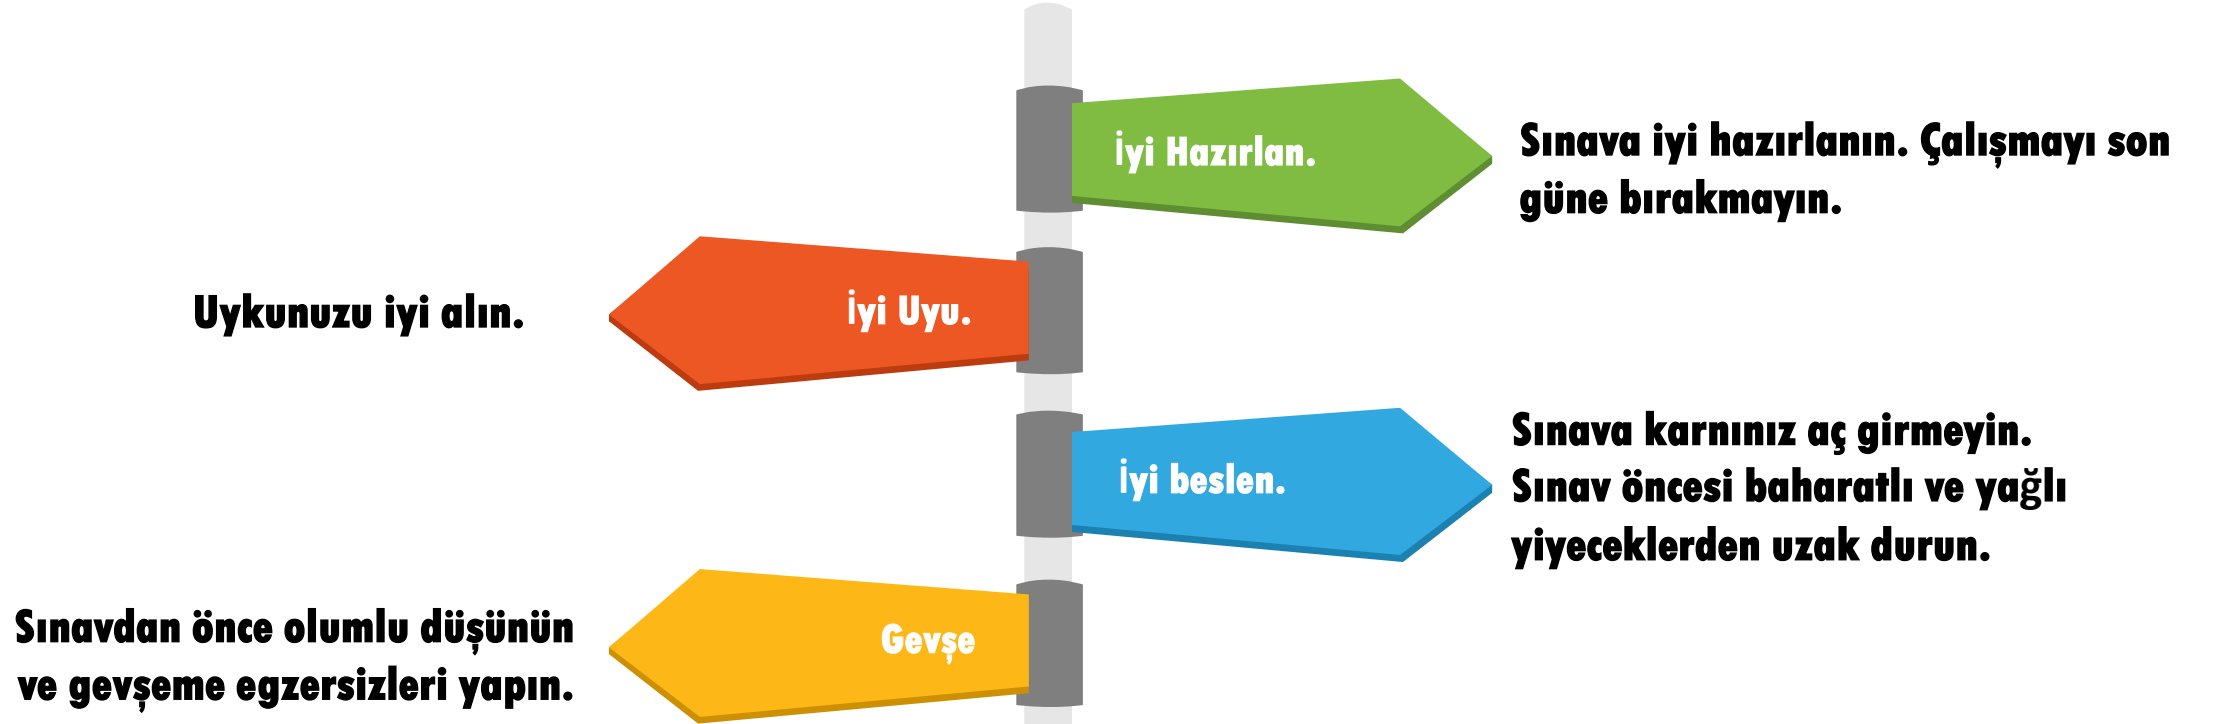 İyi Hazırlan.
Sınava iyi hazırlanın. Çalışmayı son
güne bırakmayın.
Uykunuzu iyi alın.
İyi Uyu.
İyi beslen.
Sınava karnınız aç girmeyin.
Sınav öncesi baharatlı ve yağlı
yiyeceklerden uzak durun.
Sınavdan önce olumlu düşünün
ve gevşeme egzersizleri yapın.
Gevşe